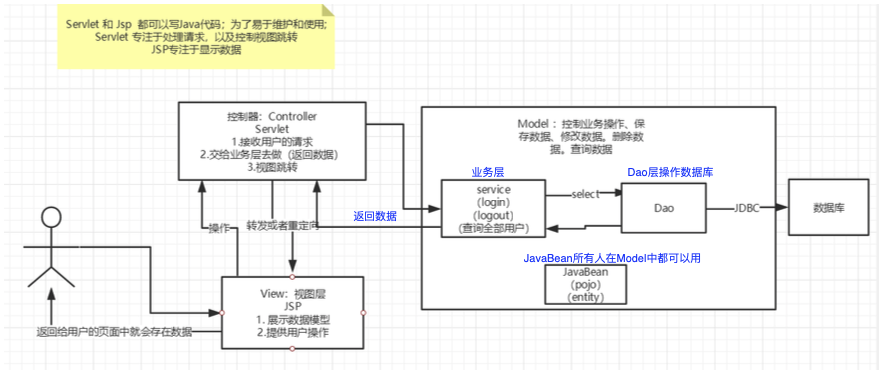 Servlet 和 Jsp 都可以写Java代码；为了易于维护和使用;
Servlet 专注于处理请求，以及控制视图跳转
JSP专注于显示数据
控制器：Controller
Servlet
1.接收用户的请求
2.交给业务层去做（返回数据）
3.视图跳转
Model ：控制业务操作、保
存数据、修改数据。删除数
据。查询数据
业务层
service
（login）
（logout）
（查询全部用户）
select
Dao层操作数据库
Dao
JDBC
数据库
返回数据
操作
转发或者重定向
JavaBean所有人在Model中都可以用
JavaBean
（pojo）
（entity）
View：视图层
JSP
1. 展示数据模型
2.提供用户操作
返回给用户的页面中就会存在数据